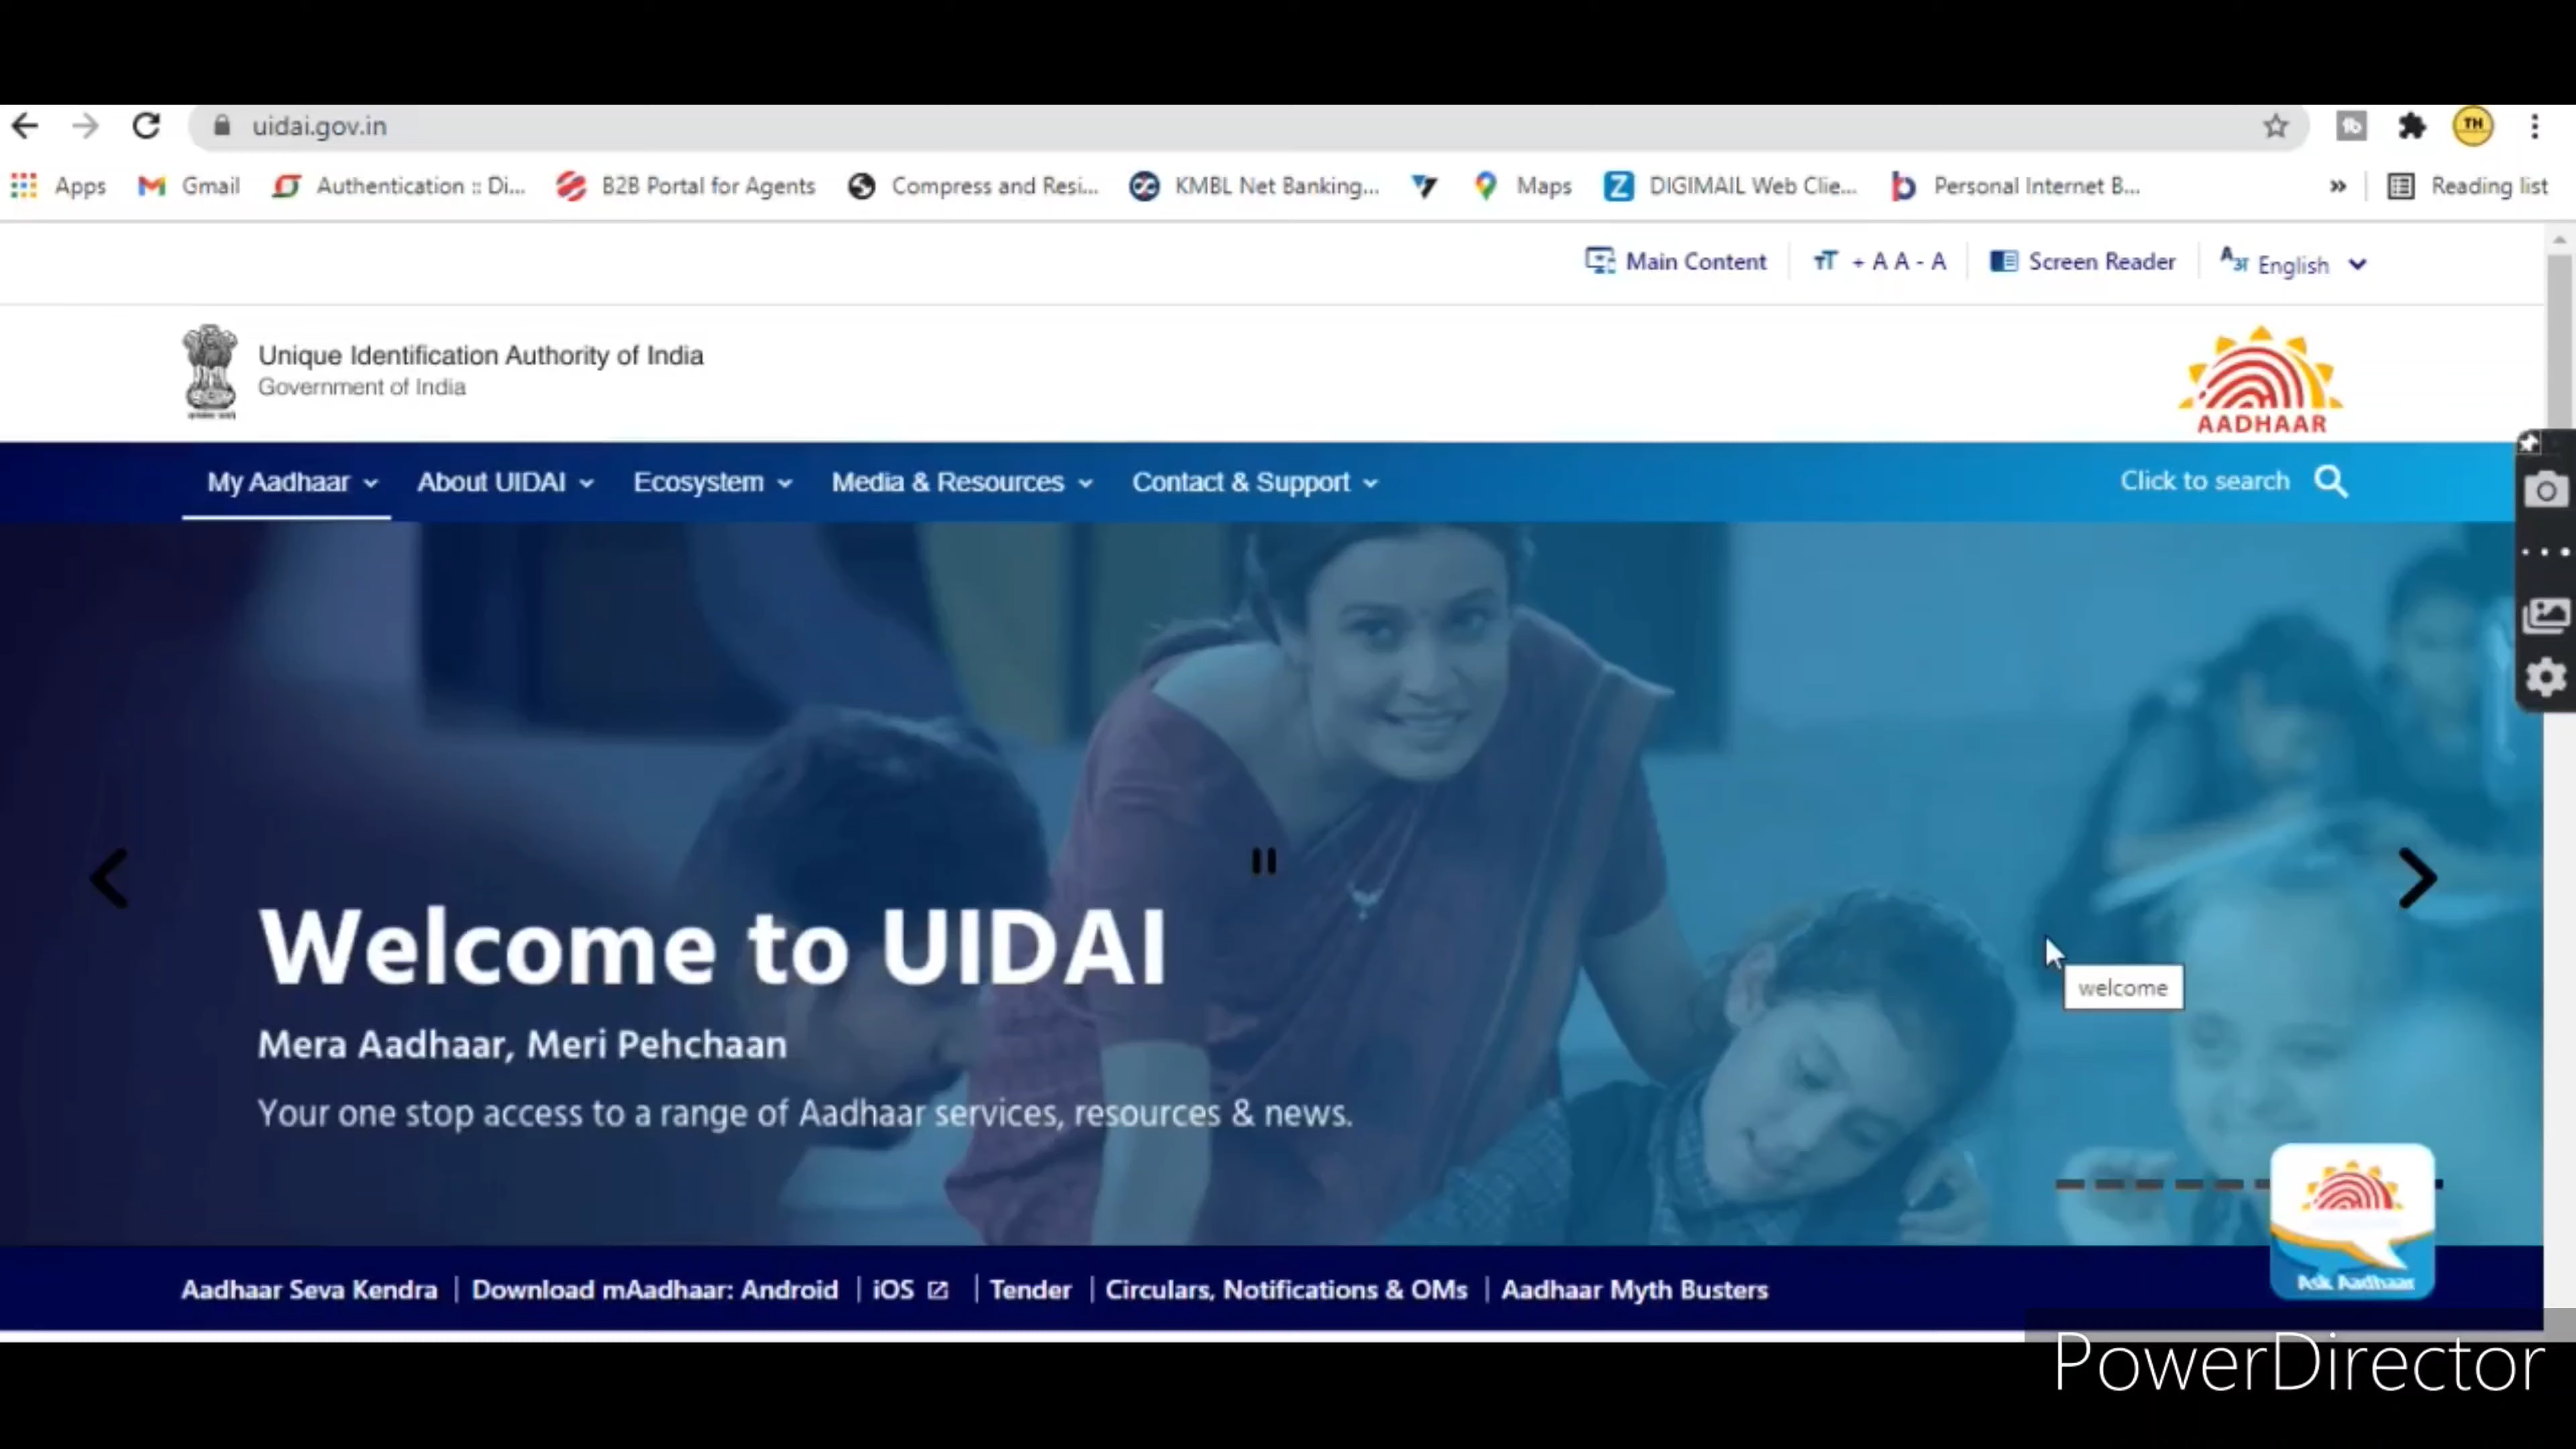 uidai.gov.in
TH
Apps Gmail Authentication :: Di... B2B Portal for Agents Compress and Resi... KMBL Net Banking... Maps DIGIMAIL Web Clie... Personal Internet B... » Reading list
Main Content TT + A A - A Screen Reader Aअ English
Unique Identification Authority of India
Government of India
AADHAAR
My Aadhaar About UIDAI Ecosystem Media & Resources Contact & Support Click to search
Welcome to UIDAI
welcome
Mera Aadhaar, Meri Pehchaan
Your one stop access to a range of Aadhaar services, resources & news.
Ask Aadhaar
Aadhaar Seva Kendra | Download mAadhaar: Android | iOS | Tender | Circulars, Notifications & OMs | Aadhaar Myth Busters
PowerDirector